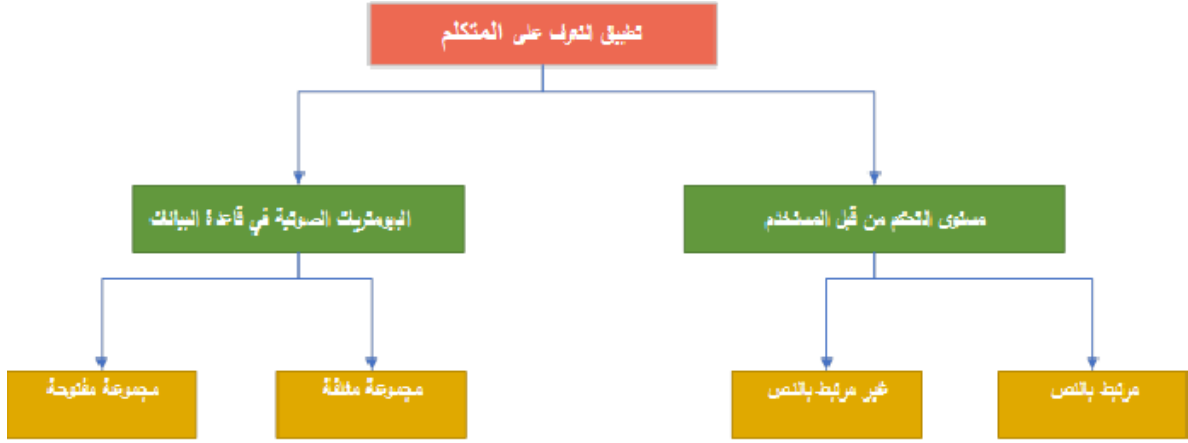 تطبيق التعرف على المتكلم
مستوى التحكم من قبل المستخدم
البيومتريات الصوتية في قاعدة البيانات
مرتبط بالنص
غير مرتبط بالنص
مجموعة مغلقة
مجموعة مفتوحة